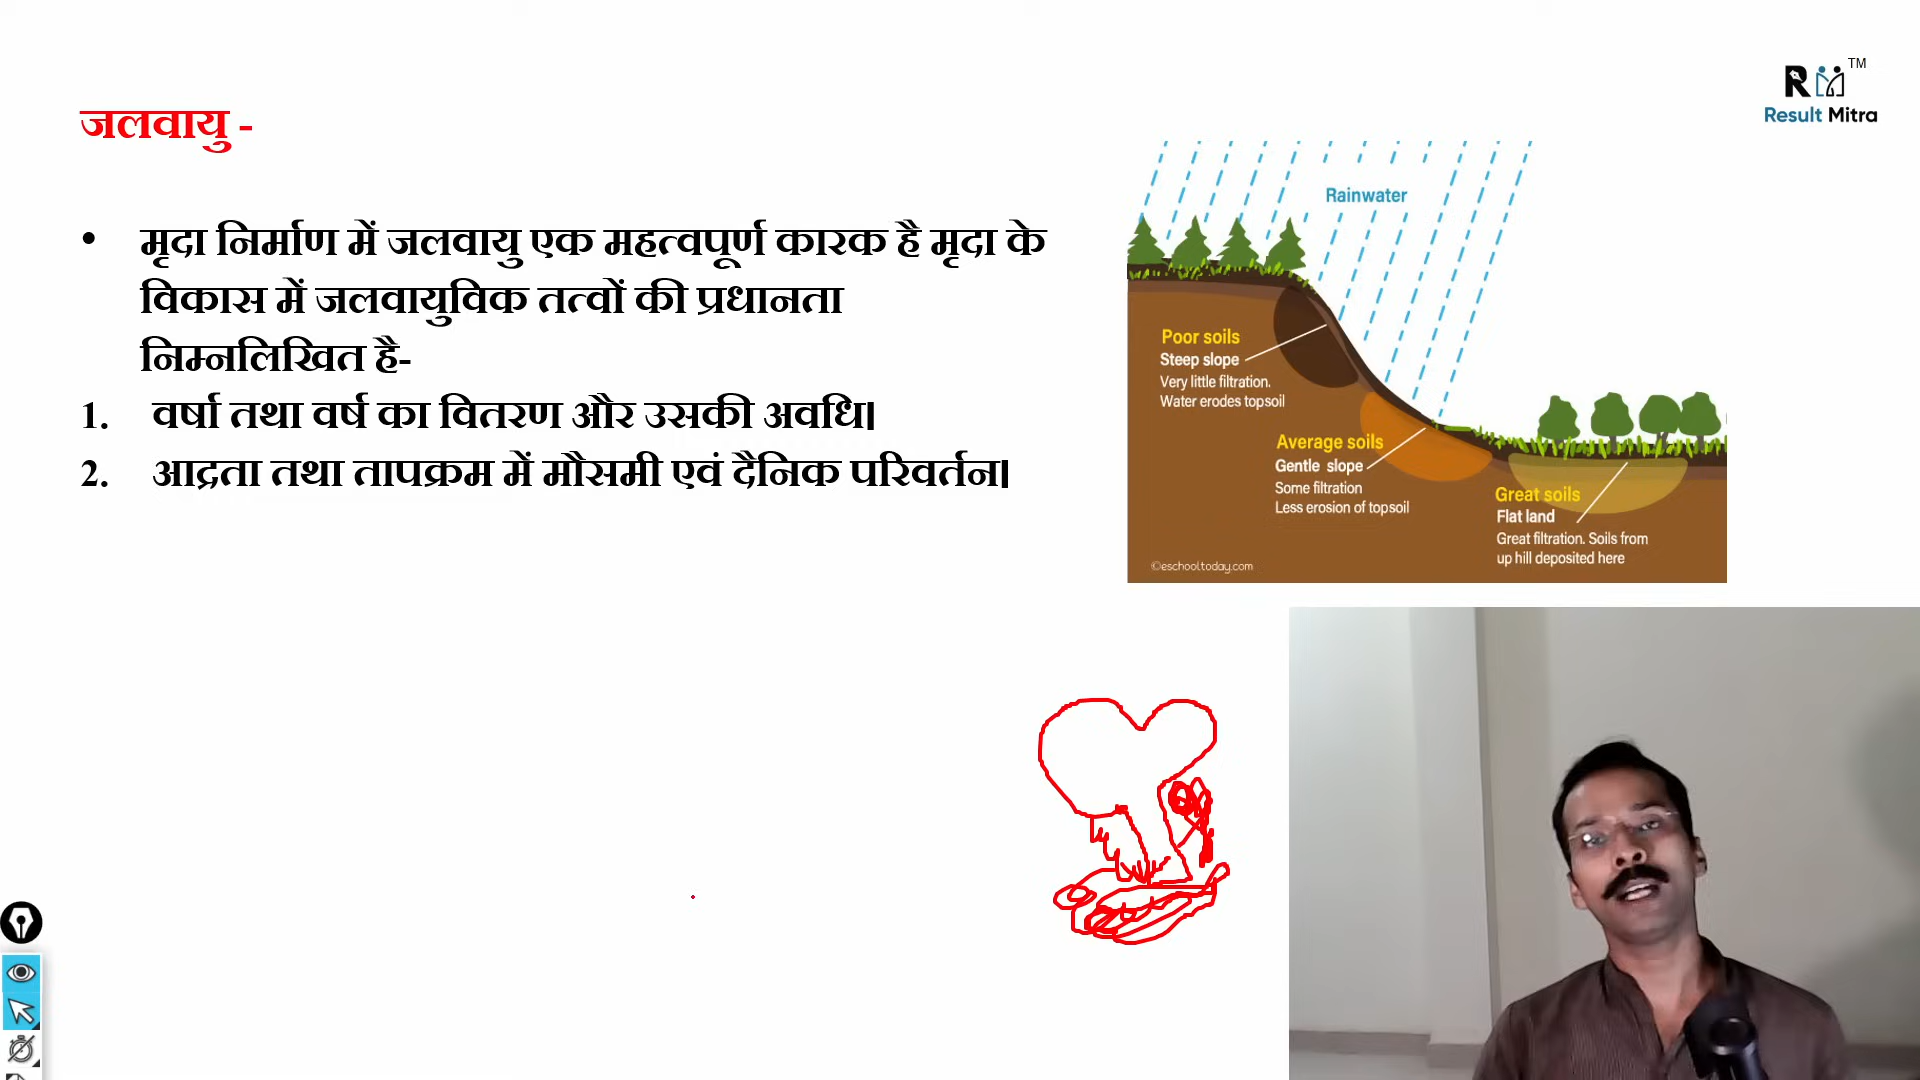 TM
Result Mitra
जलवायु -
• मृदा निर्माण में जलवायु एक महत्वपूर्ण कारक है मृदा के
विकास में जलवायुविक तत्वों की प्रधानता
निम्नलिखित है-
1. वर्षा तथा वर्ष का वितरण और उसकी अवधि।
2. आद्रता तथा तापक्रम में मौसमी एवं दैनिक परिवर्तन।
Rainwater
Poor soils
Steep slope
Very little filtration.
Water erodes topsoil
Average soils
Gentle slope
Some filtration
Less erosion of topsoil
Great soils
Flat land
Great filtration. Soils from
up hill deposited here
©eschooltoday.com